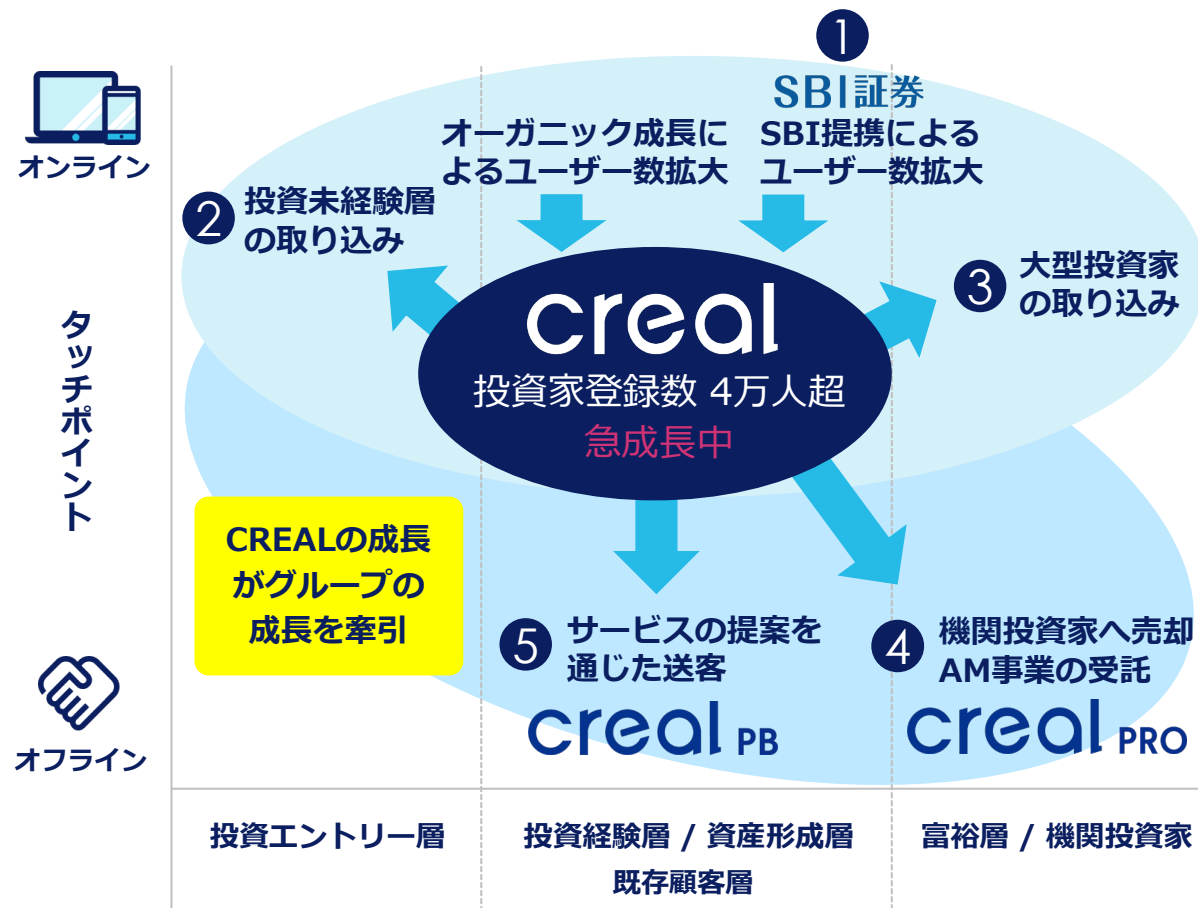 ❶
SBI証券
オーガニック成長に
よるユーザー数拡大
SBI提携による
ユーザー数拡大
オンライン
❷
投資未経験層
の取り込み
❸
大型投資家
の取り込み
creal
投資家登録数 4万人超
急成長中
タッチポイント
CREALの成長
がグループの
成長を牽引
❺
サービスの提案を
通じた送客
creal PB
❹
機関投資家へ売却
AM事業の受託
creal PRO
オフライン
投資エントリー層
投資経験層 / 資産形成層
既存顧客層
富裕層 / 機関投資家